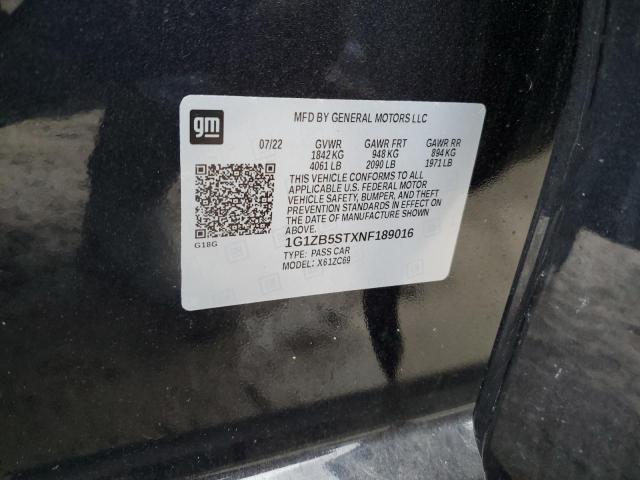 gm
MFD BY GENERAL MOTORS LLC
07/22 GVWR GAWR FRT GAWR RR
1842 KG 948 KG 894 KG
4061 LB 2090 LB 1971 LB
THIS VEHICLE CONFORMS TO ALL
APPLICABLE U.S. FEDERAL MOTOR
VEHICLE SAFETY, BUMPER, AND THEFT
PREVENTION STANDARDS IN EFFECT ON
THE DATE OF MANUFACTURE SHOWN
ABOVE.
G18G
1G1ZB5STXNF189016
TYPE: PASS CAR
MODEL: X61ZC69